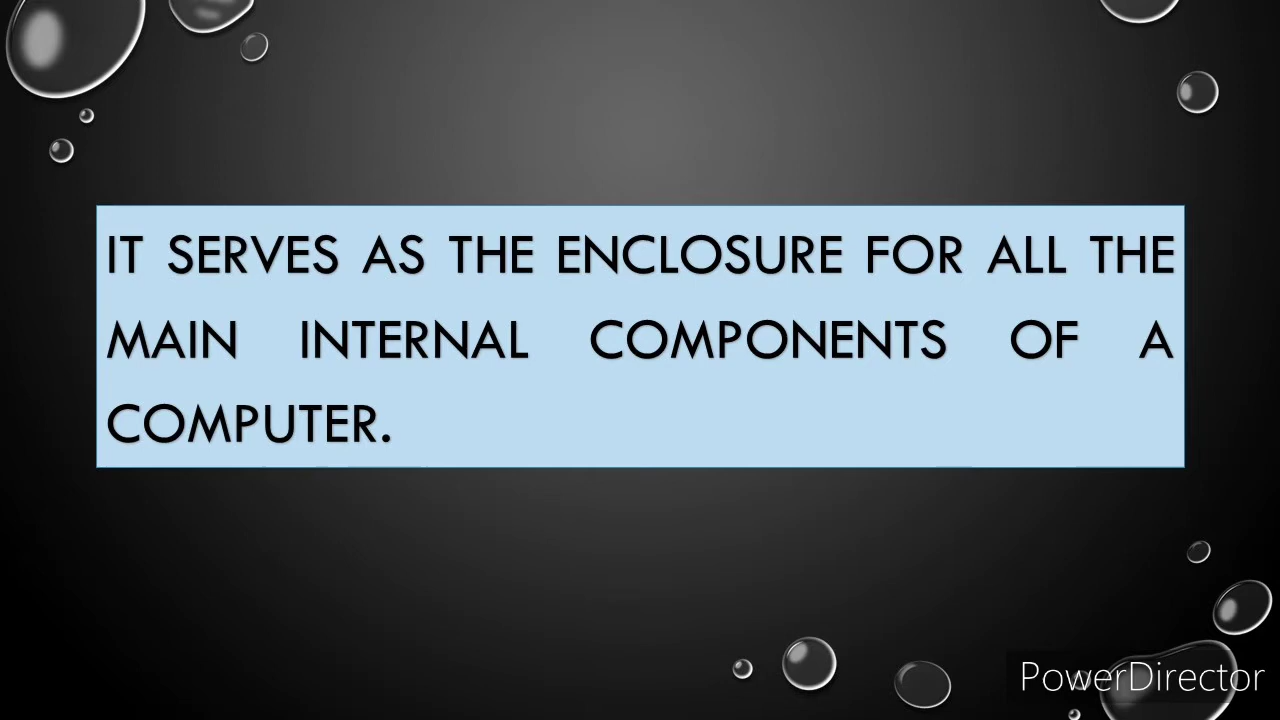 IT SERVES AS THE ENCLOSURE FOR ALL THE
MAIN INTERNAL COMPONENTS OF A
COMPUTER.
PowerDirector